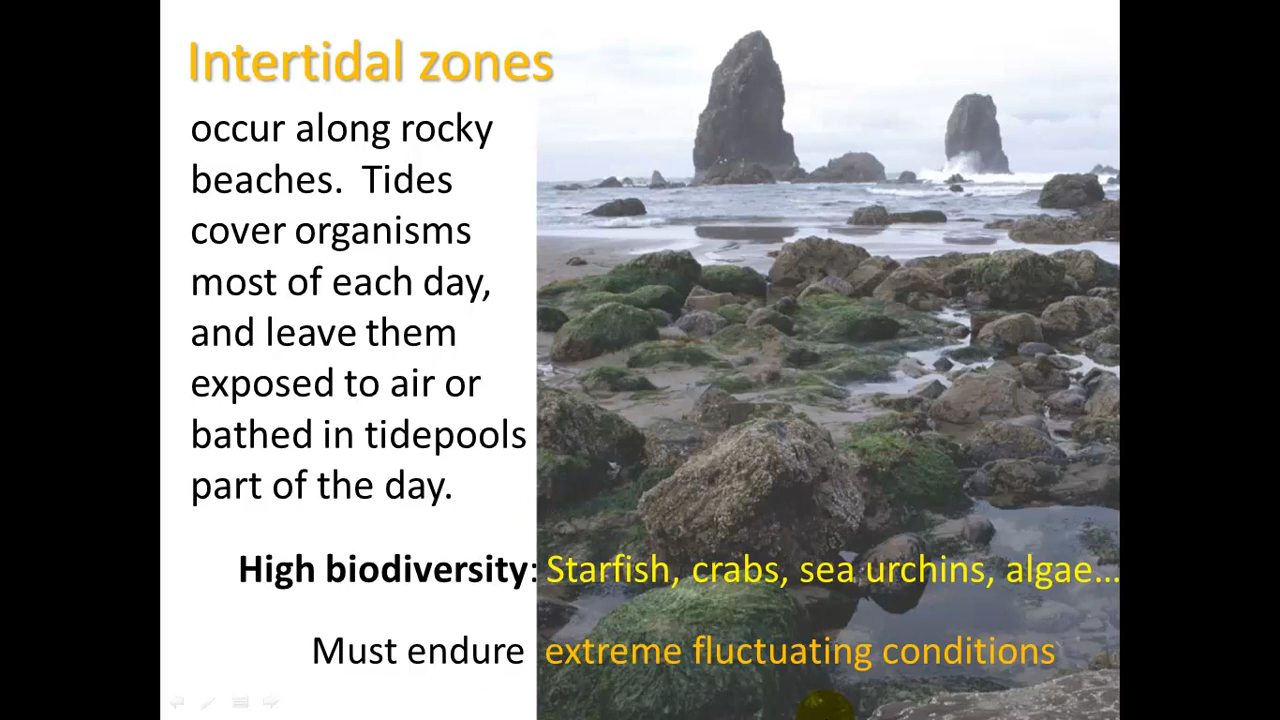 Intertidal zones
occur along rocky
beaches. Tides
cover organisms
most of each day,
and leave them
exposed to air or
bathed in tidepools
part of the day.
High biodiversity: Starfish, crabs, sea urchins, algae...
Must endure extreme fluctuating conditions